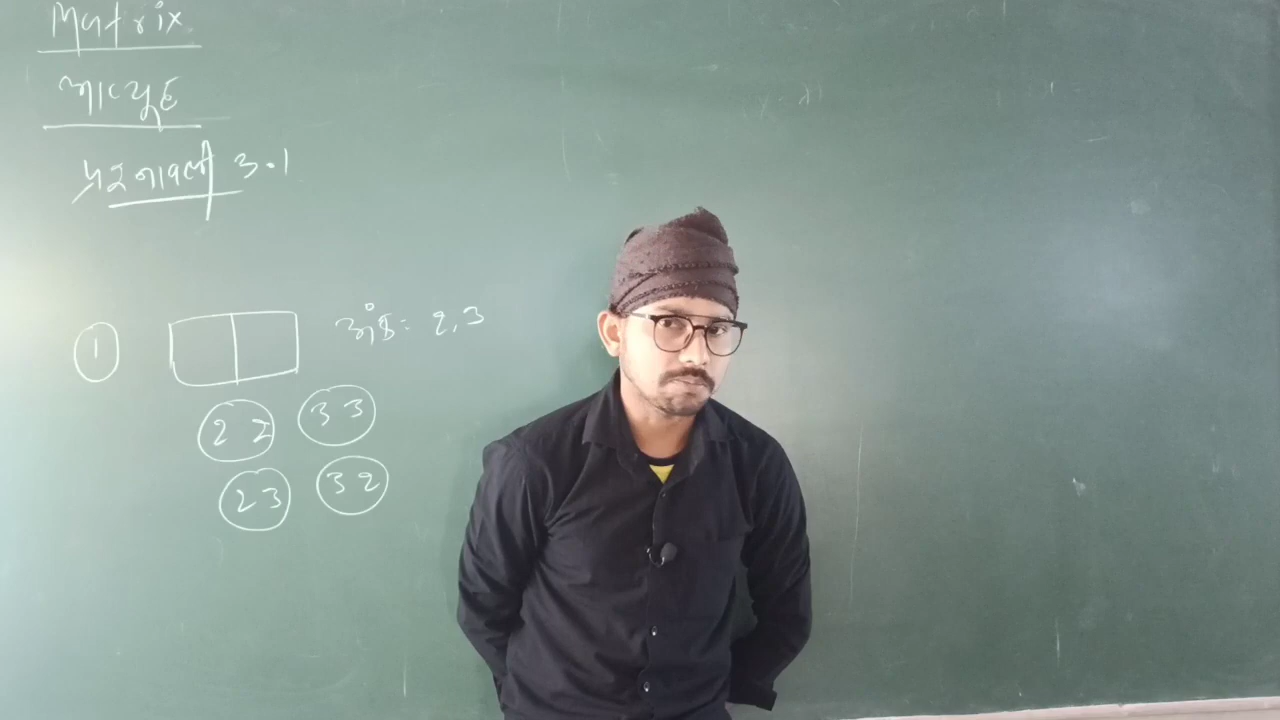 Matrix
आव्यूह
प्रश्नावली 3.1
1 अंक = 2, 3
2 2 3 3
2 3 3 2